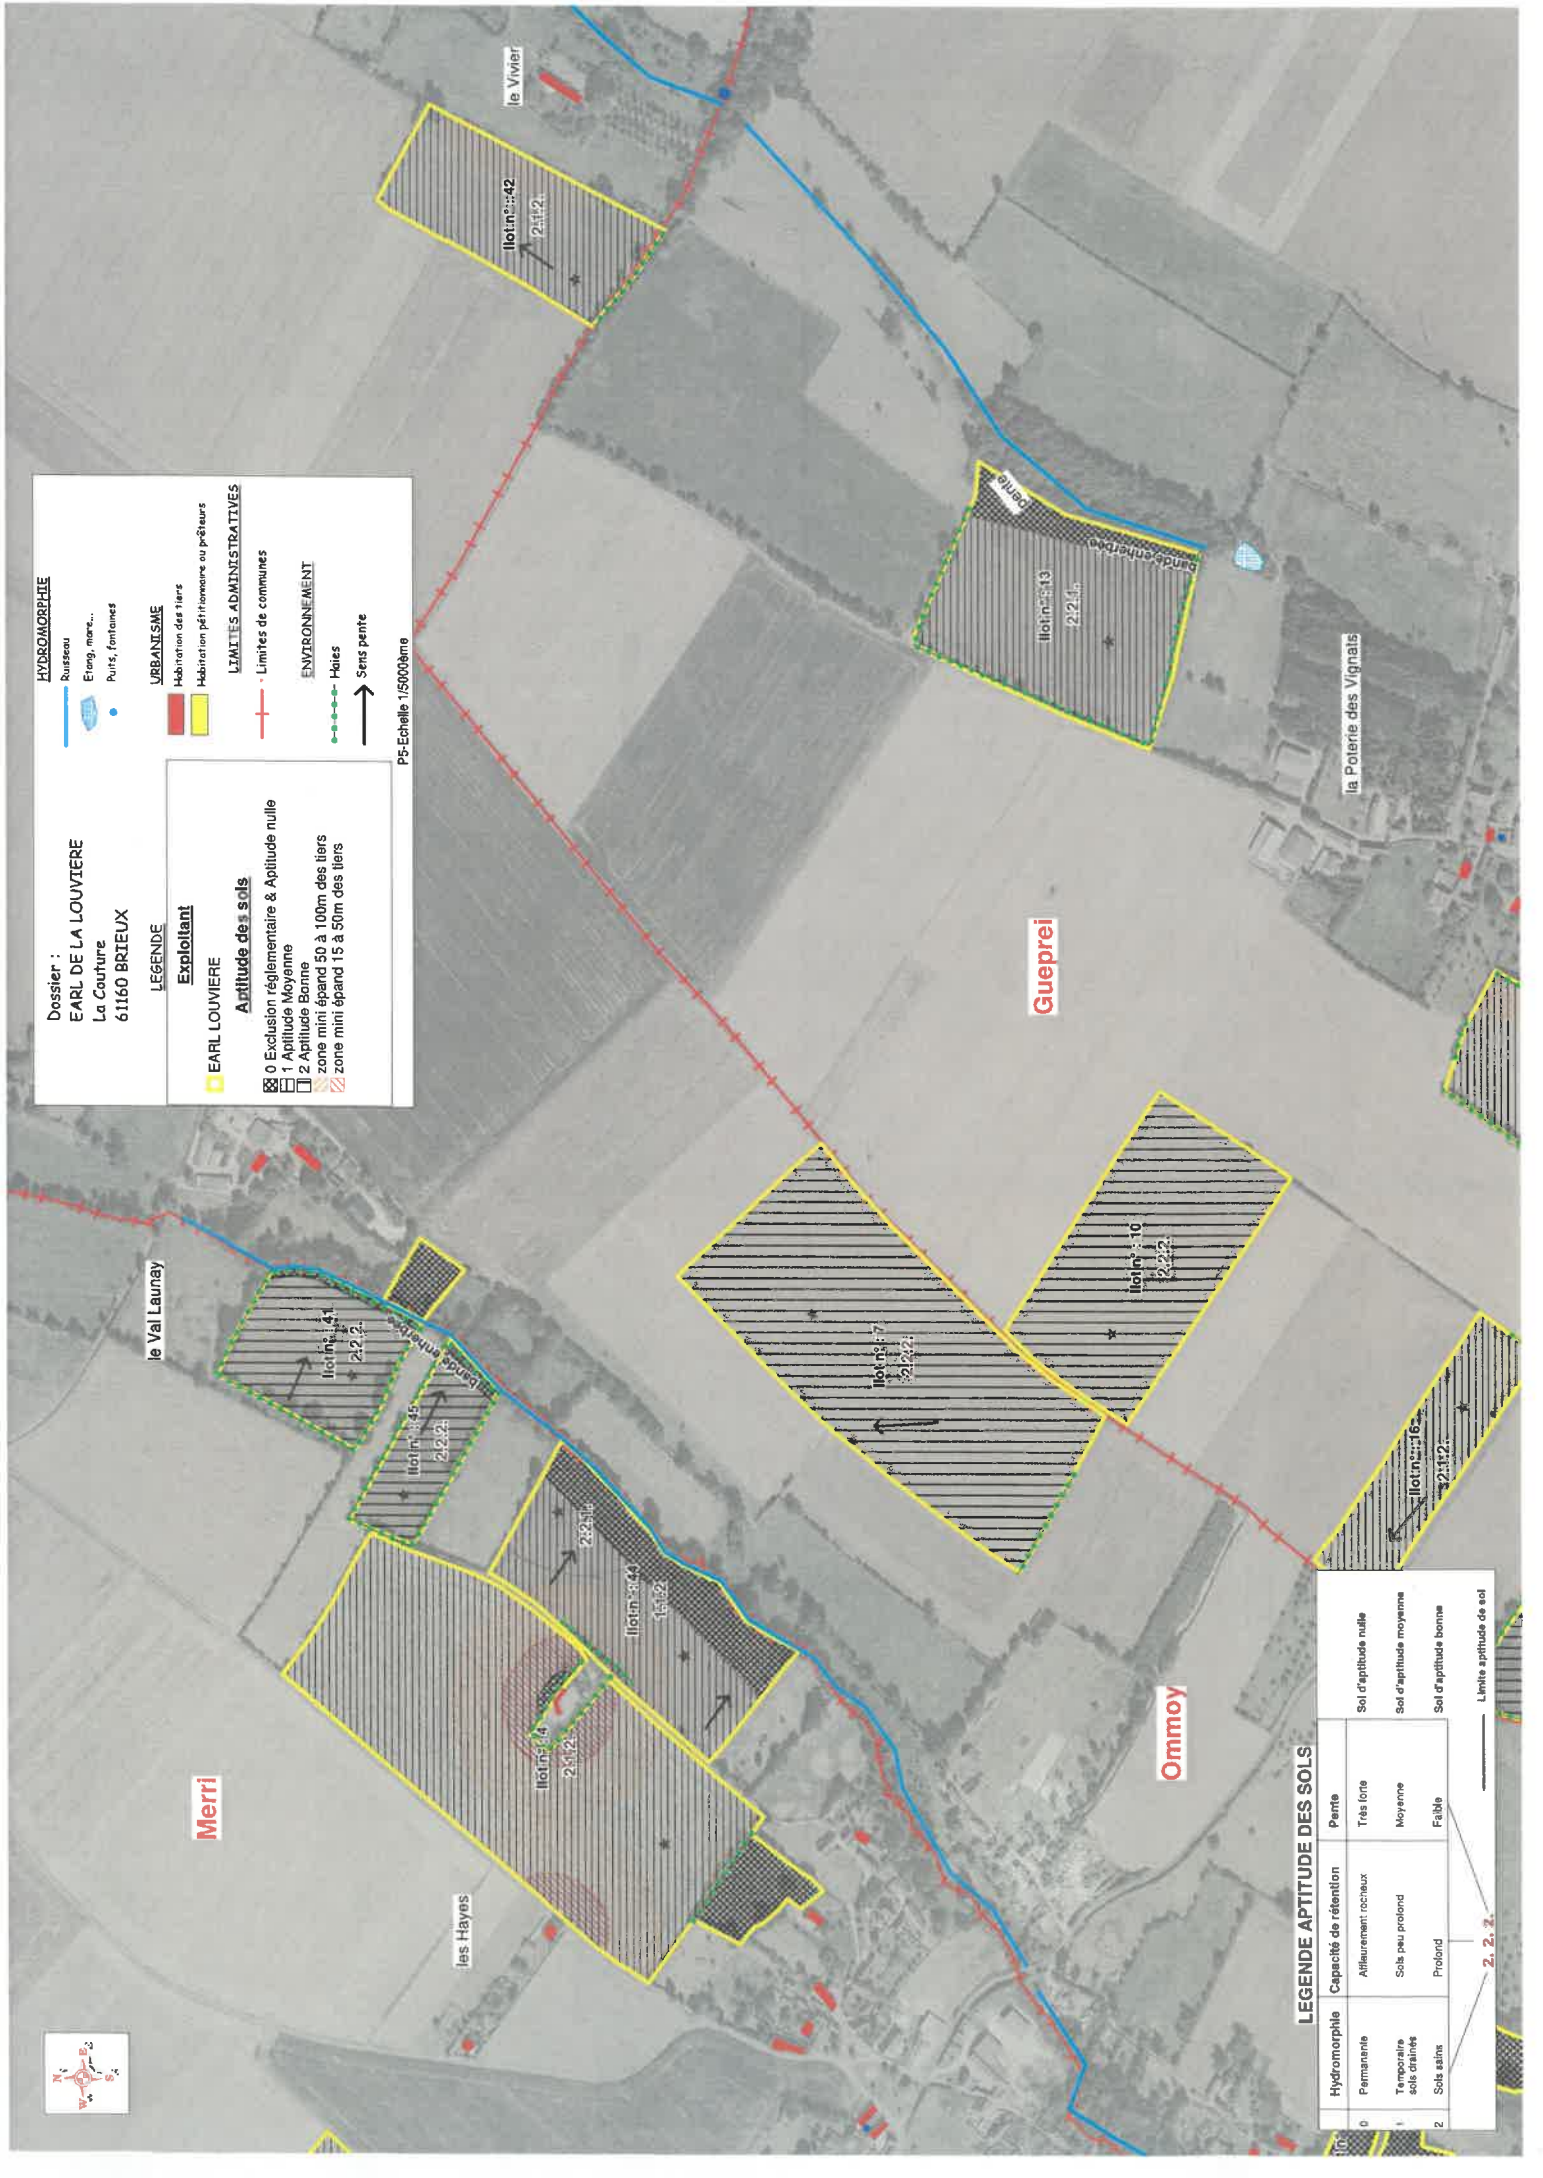 Dossier :
EARL DE LA LOUVIERE
La Couture
61160 BRIEUX
LEGENDE
Exploitant
EARL LOUVIERE
Aptitude des sols
0 Exclusion réglementaire & Aptitude nulle
1 Aptitude Moyenne
2 Aptitude Bonne
zone mini épand 50 à 100m des tiers
zone mini épand 15 à 50m des tiers
HYDROMORPHIE
Ruisseau
Etang, mare...
Puits, fontaines
URBANISME
Habitation des tiers
Habitation pétitionnaire ou prêteurs
LIMITES ADMINISTRATIVES
Limites de communes
ENVIRONNEMENT
Haies
Sens pente
P5-Echelle 1/5000ème
N
W
E
S
le Vivier
Ilot n° : 42
2.1.2.
le Val Launay
Ilot n° : 41
2.2.2.
bande enherbée
Ilot n° : 45
2.2.2.
bande enherbée
2.2.1.
Ilot n° : 44
1.1.2.
Ilot n° : 4
2.1.2.
Merri
les Hayes
Ilot n° : 7
2.2.2.
Ilot n° : 10
2.2.2.
Ilot n° : 13
2.2.1.
pente
bande enherbée
Gueprei
la Poterie des Vignats
Ilot n° : 16
2.1.2.
Ommoy
LEGENDE APTITUDE DES SOLS
Hydromorphie Capacité de rétention Pente
0 Permanente Affleurement rocheux Très forte Sol d'aptitude nulle
1 Temporaire sols drainés Sols peu profond Moyenne Sol d'aptitude moyenne
2 Sols sains Profond Faible Sol d'aptitude bonne
2. 2. 2.
Limite aptitude de sol